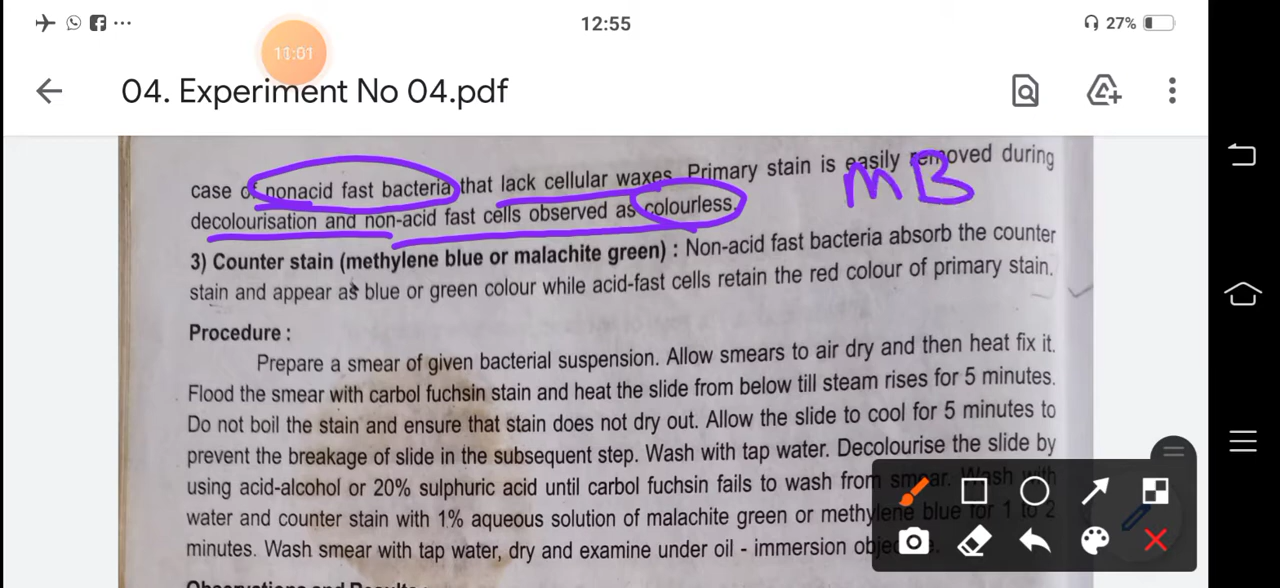 12:55
27%
11:01
04. Experiment No 04.pdf
case of nonacid fast bacteria that lack cellular waxes. Primary stain is easily removed during
decolourisation and non-acid fast cells observed as colourless.
MB
3) Counter stain (methylene blue or malachite green) : Non-acid fast bacteria absorb the counter
stain and appear as blue or green colour while acid-fast cells retain the red colour of primary stain.
Procedure :
Prepare a smear of given bacterial suspension. Allow smears to air dry and then heat fix it.
Flood the smear with carbol fuchsin stain and heat the slide from below till steam rises for 5 minutes.
Do not boil the stain and ensure that stain does not dry out. Allow the slide to cool for 5 minutes to
prevent the breakage of slide in the subsequent step. Wash with tap water. Decolourise the slide by
using acid-alcohol or 20% sulphuric acid until carbol fuchsin fails to wash from smear. Wash with
water and counter stain with 1% aqueous solution of malachite green or methylene blue for 1 to 2
minutes. Wash smear with tap water, dry and examine under oil - immersion
Observations and Results